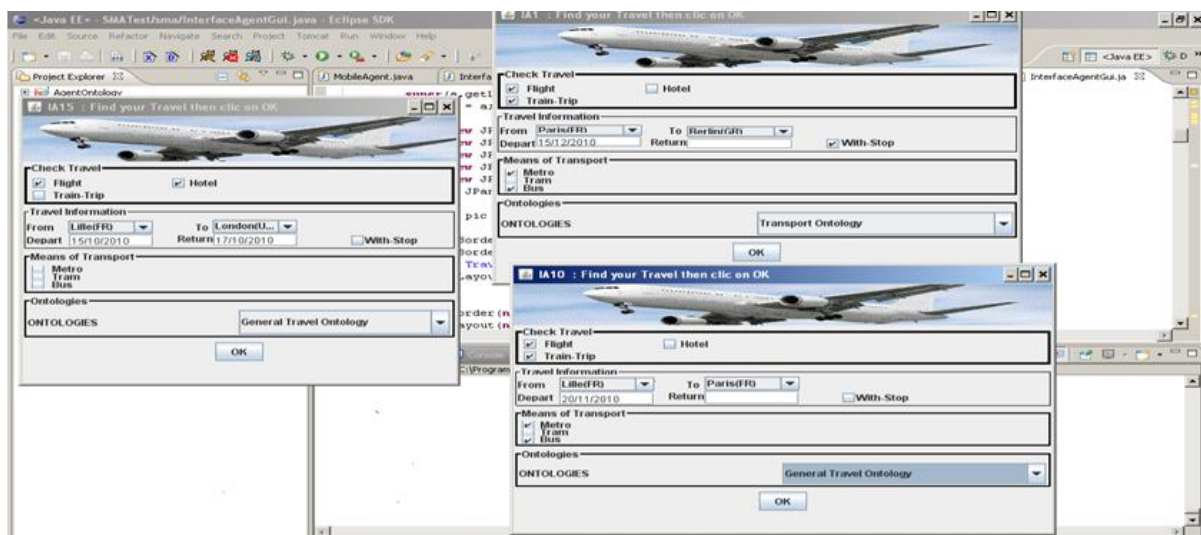 <Java EE> - SMATest/sma/InterfaceAgentGui.java - Eclipse SDK
File Edit Source Refactor Navigate Search Project Tomcat Run Window Help
<Java EE>
Project Explorer
MobileAgent.java
InterfaceAgentGui.ja
AgentOntology
IA15 : Find your Travel then clic on OK
Check Travel
Flight
Hotel
Train-Trip
Travel Information
From Lille(FR) To London(U...
Depart 15/10/2010 Return 17/10/2010 With-Stop
Means of Transport
Metro
Tram
Bus
Ontologies
ONTOLOGIES General Travel Ontology
OK
IA1 : Find your Travel then clic on OK
Check Travel
Flight
Hotel
Train-Trip
Travel Information
From Paris(FR) To Berlin(GR)
Depart 15/12/2010 Return With-Stop
Means of Transport
Metro
Tram
Bus
Ontologies
ONTOLOGIES Transport Ontology
OK
IA10 : Find your Travel then clic on OK
Check Travel
Flight
Hotel
Train-Trip
Travel Information
From Lille(FR) To Paris(FR)
Depart 20/11/2010 Return With-Stop
Means of Transport
Metro
Tram
Bus
Ontologies
ONTOLOGIES General Travel Ontology
OK